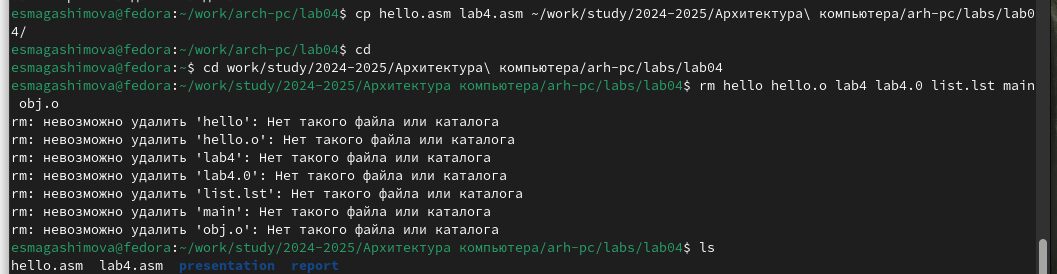 esmagashimova@fedora:~/work/arch-pc/lab04$ cp hello.asm lab4.asm ~/work/study/2024-2025/Архитектура\ компьютера/arh-pc/labs/lab0
4/
esmagashimova@fedora:~/work/arch-pc/lab04$ cd
esmagashimova@fedora:~$ cd work/study/2024-2025/Архитектура\ компьютера/arh-pc/labs/lab04
esmagashimova@fedora:~/work/study/2024-2025/Архитектура компьютера/arh-pc/labs/lab04$ rm hello hello.o lab4 lab4.0 list.lst main
 obj.o
rm: невозможно удалить 'hello': Нет такого файла или каталога
rm: невозможно удалить 'hello.o': Нет такого файла или каталога
rm: невозможно удалить 'lab4': Нет такого файла или каталога
rm: невозможно удалить 'lab4.0': Нет такого файла или каталога
rm: невозможно удалить 'list.lst': Нет такого файла или каталога
rm: невозможно удалить 'main': Нет такого файла или каталога
rm: невозможно удалить 'obj.o': Нет такого файла или каталога
esmagashimova@fedora:~/work/study/2024-2025/Архитектура компьютера/arh-pc/labs/lab04$ ls
hello.asm  lab4.asm  presentation  report